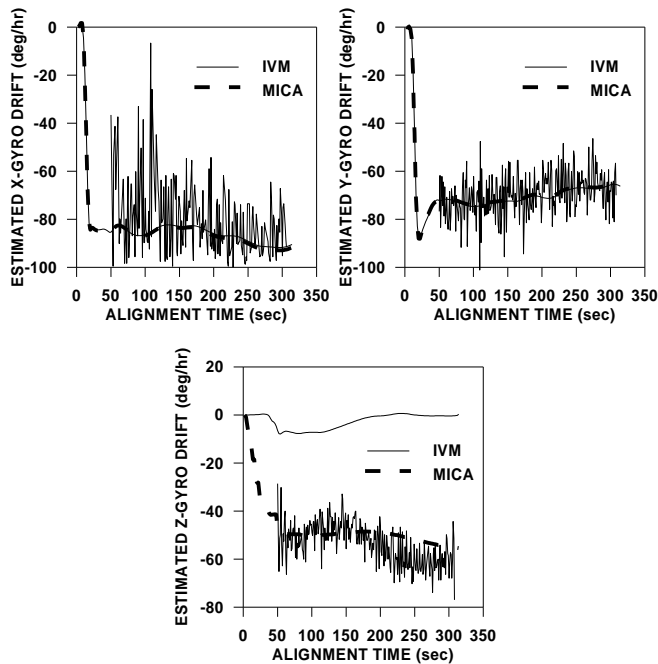 0
-20
-40
-60
-80
-100
ESTIMATED X-GYRO DRIFT (deg/hr)
IVM
MICA
0 50 100 150 200 250 300 350
ALIGNMENT TIME (sec)
0
-20
-40
-60
-80
-100
ESTIMATED Y-GYRO DRIFT (deg/hr)
IVM
MICA
0 50 100 150 200 250 300 350
ALIGNMENT TIME (sec)
20
0
-20
-40
-60
-80
ESTIMATED Z-GYRO DRIFT (deg/hr)
IVM
MICA
0 50 100 150 200 250 300 350
ALIGNMENT TIME (sec)